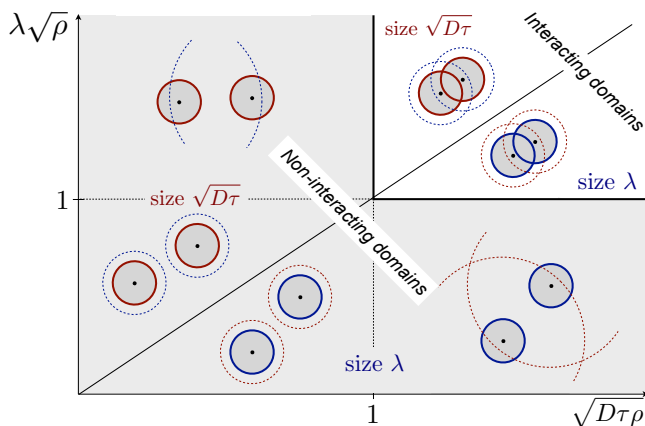 λ√ρ
size √Dτ
Interacting domains
size λ
Non-interacting domains
1
size √Dτ
size λ
1
√Dτρ